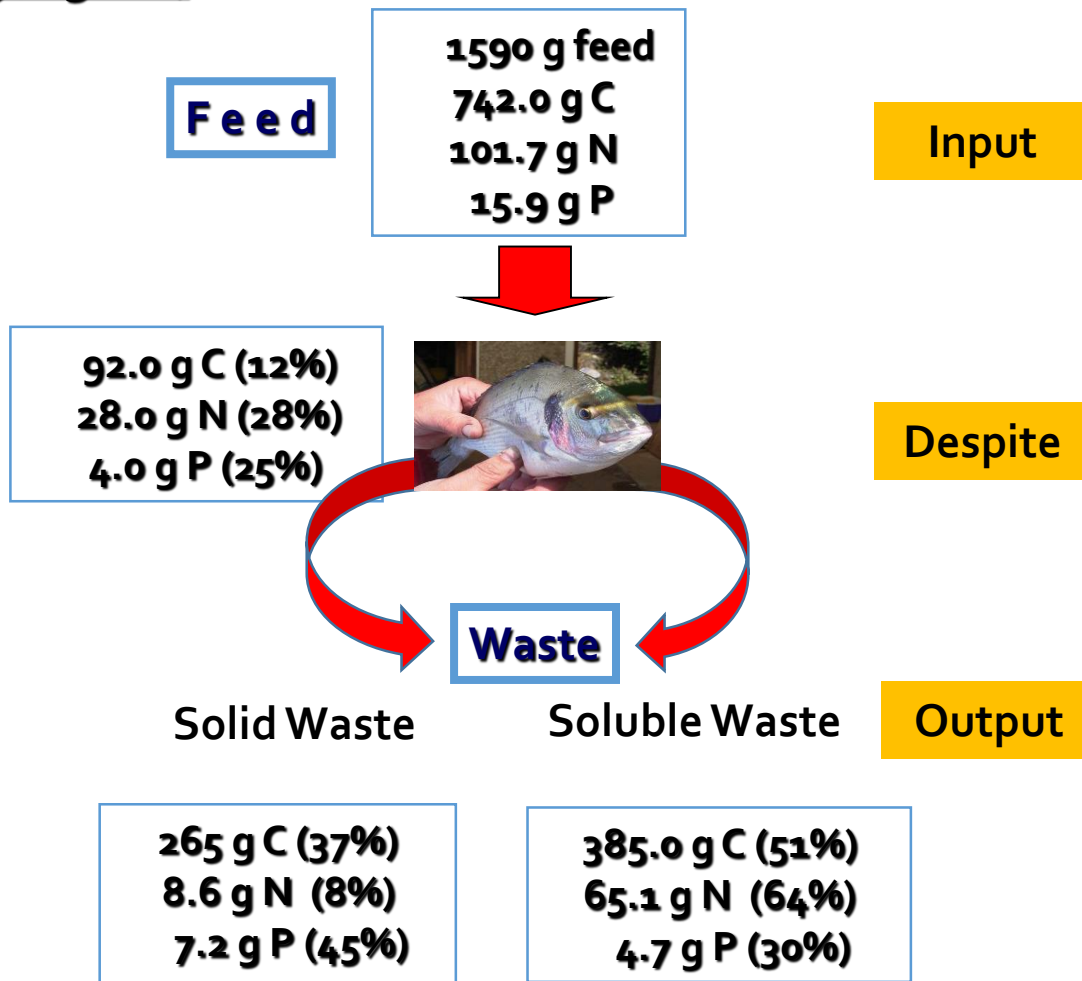 1590 g feed
742.0 g C
101.7 g N
15.9 g P
F e e d
Input
92.0 g C (12%)
28.0 g N (28%)
4.0 g P (25%)
Despite
Waste
Solid Waste
Soluble Waste
Output
265 g C (37%)
8.6 g N (8%)
7.2 g P (45%)
385.0 g C (51%)
65.1 g N (64%)
4.7 g P (30%)